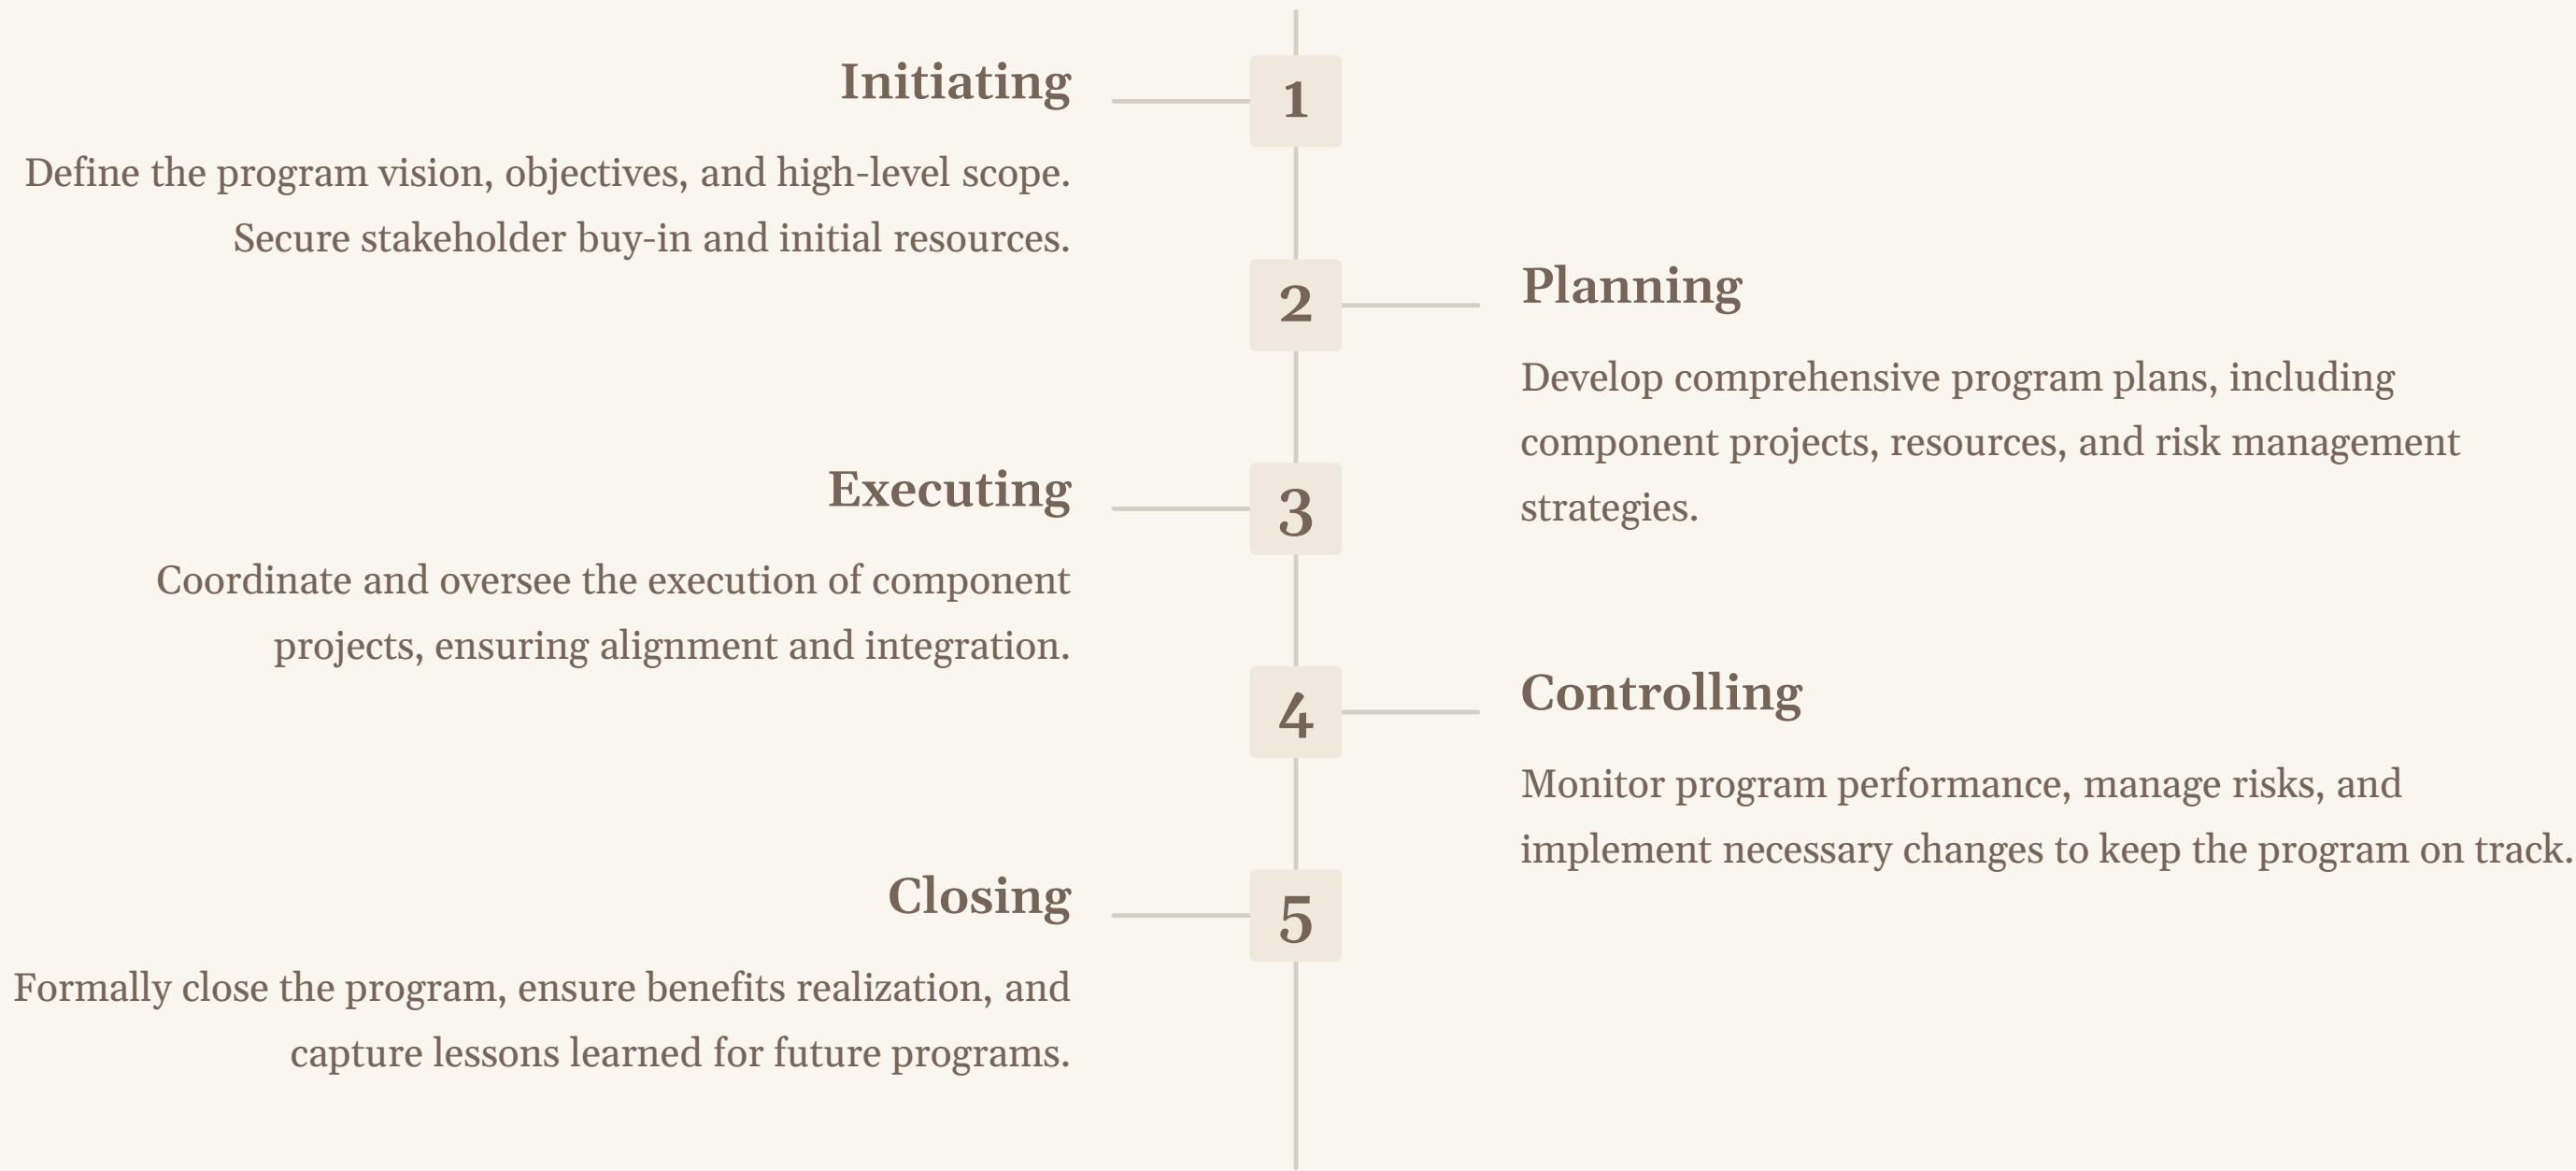 Initiating
1
Define the program vision, objectives, and high-level scope.
Secure stakeholder buy-in and initial resources.
2
Planning
Develop comprehensive program plans, including
component projects, resources, and risk management
strategies.
Executing
3
Coordinate and oversee the execution of component
projects, ensuring alignment and integration.
4
Controlling
Monitor program performance, manage risks, and
implement necessary changes to keep the program on track.
Closing
5
Formally close the program, ensure benefits realization, and
capture lessons learned for future programs.